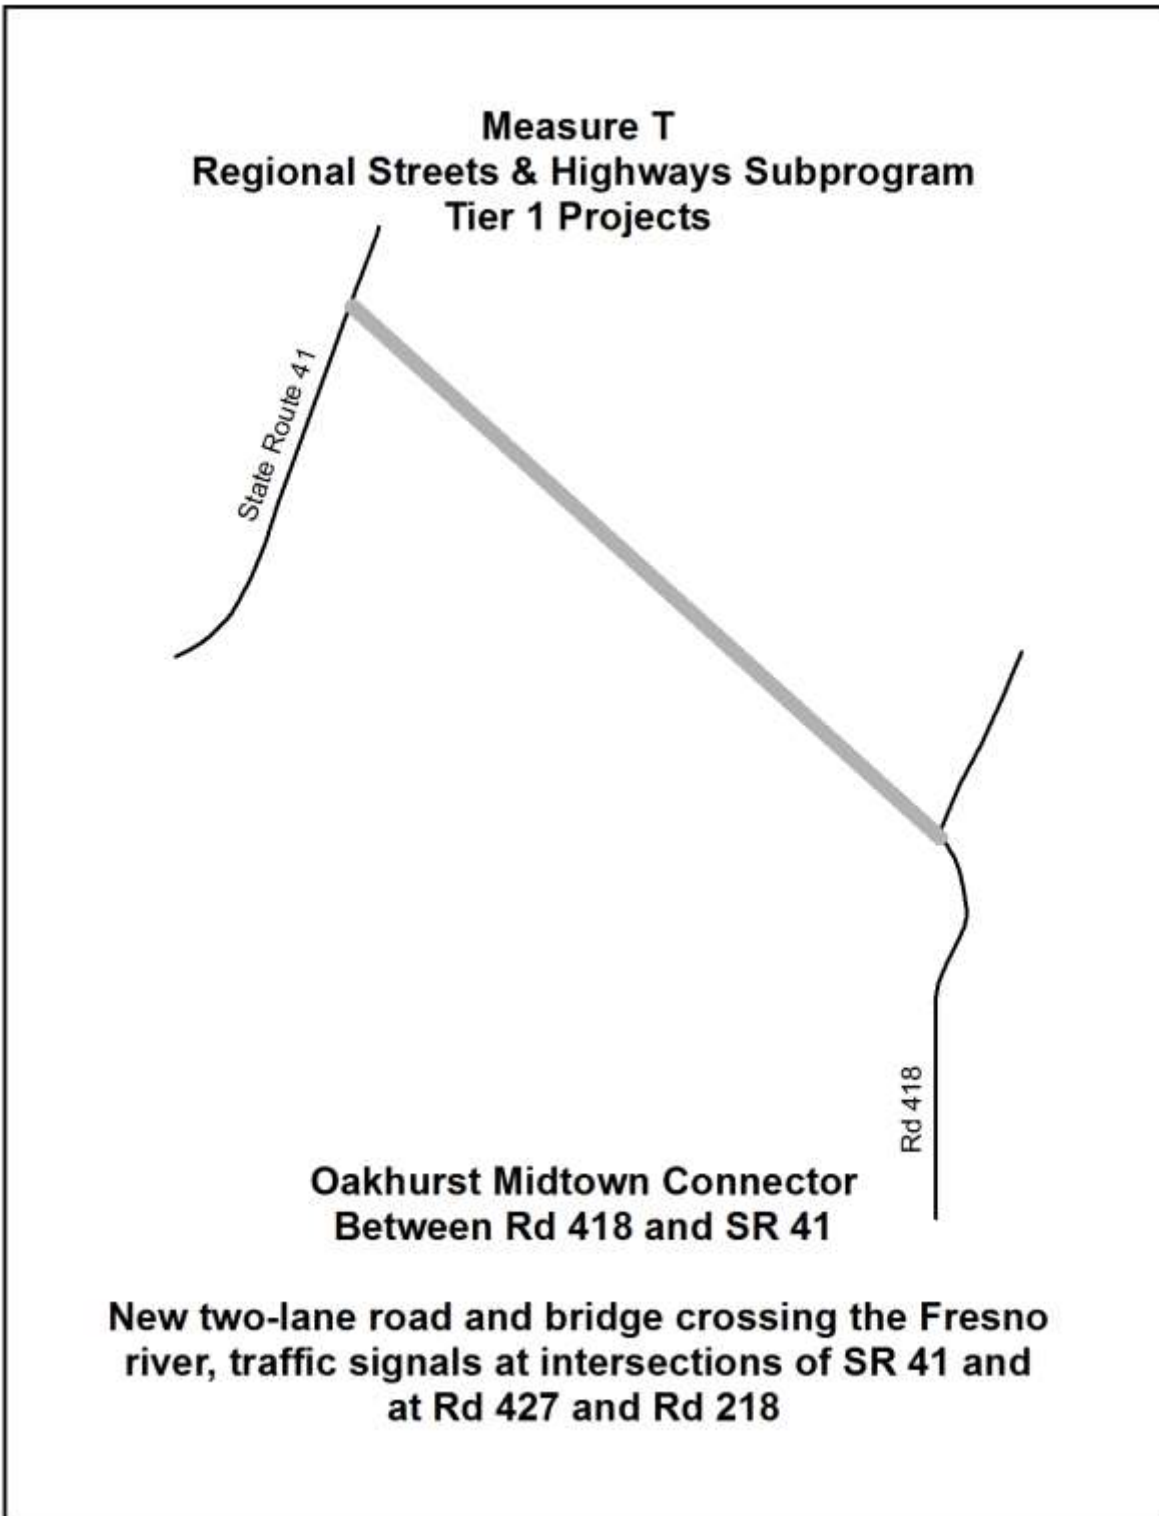 Measure T
Regional Streets & Highways Subprogram
Tier 1 Projects
State Route 41
Rd 418
Oakhurst Midtown Connector
Between Rd 418 and SR 41
New two-lane road and bridge crossing the Fresno
river, traffic signals at intersections of SR 41 and
at Rd 427 and Rd 218